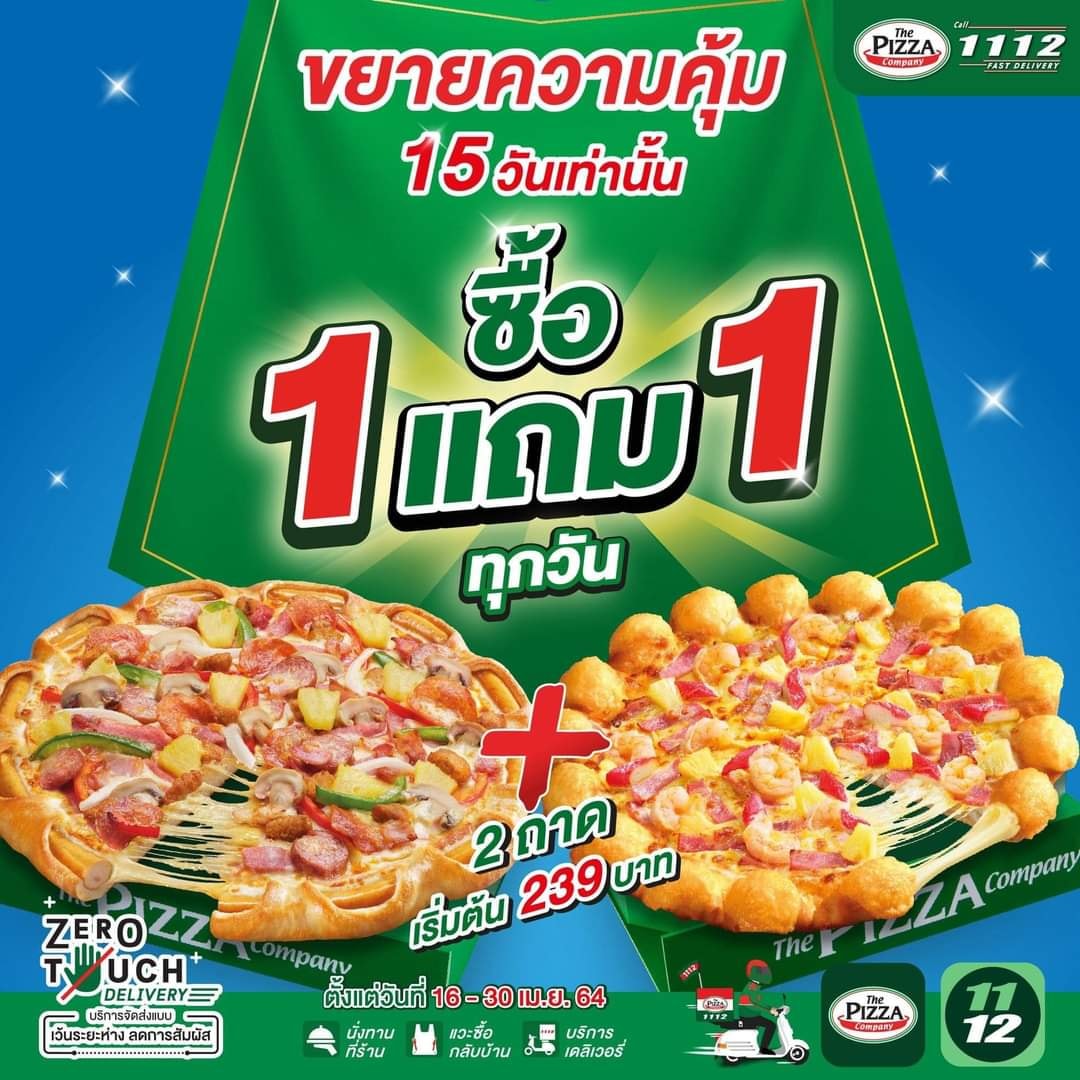 The
PIZZA
Company
Call
1112
FAST DELIVERY
ขยายความคุ้ม
15 วันเท่านั้น
ซื้อ
1 แถม 1
ทุกวัน
2 ถาด
เริ่มต้น 239 บาท
The PIZZA Company
The PIZZA Company
ZERO
TOUCH
DELIVERY
บริการจัดส่งแบบ
เว้นระยะห่าง ลดการสัมผัส
ตั้งแต่วันที่ 16 - 30 เม.ย. 64
นั่งทาน
ที่ร้าน
แวะซื้อ
กลับบ้าน
บริการ
เดลิเวอรี่
1112
PIZZA
1112
The
PIZZA
Company
11
12